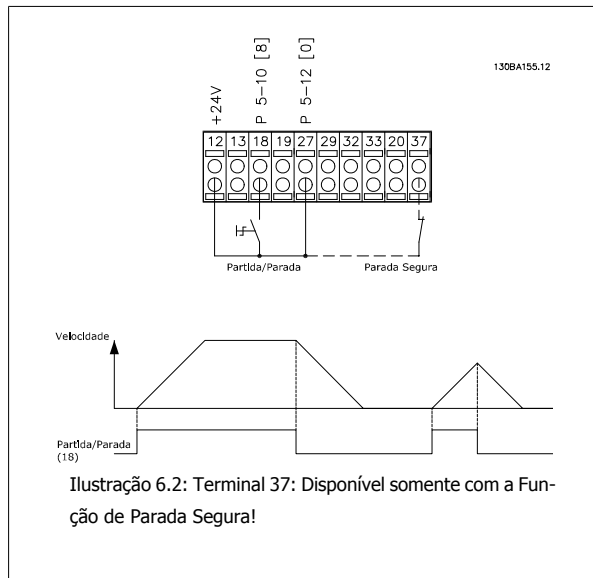 130BA155.12
+24V
P 5-10 [8]
P 5-12 [0]
12 13 18 19 27 29 32 33 20 37
Partida/Parada
Parada Segura
Velocidade
Partida/Parada
(18)
Ilustração 6.2: Terminal 37: Disponível somente com a Fun-
ção de Parada Segura!